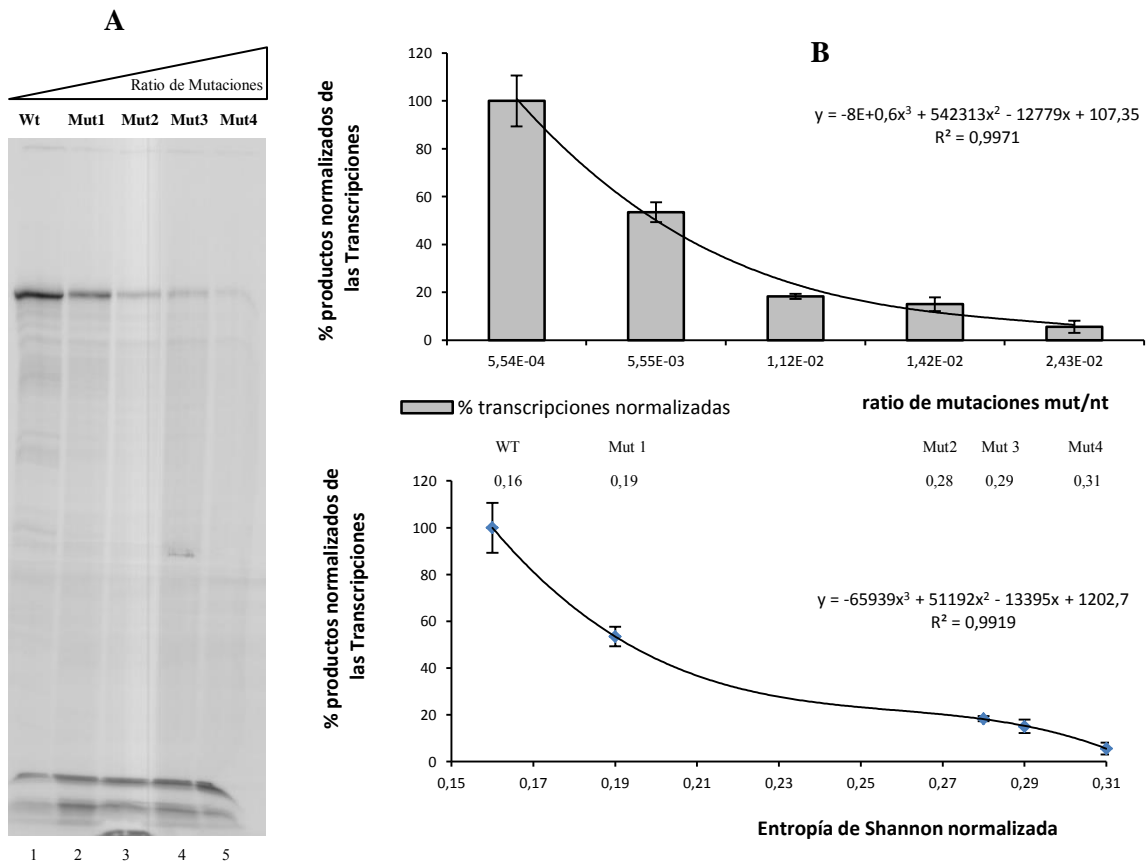 A
Ratio de Mutaciones
Wt Mut1 Mut2 Mut3 Mut4
1 2 3 4 5
B
% productos normalizados de
las Transcripciones
120
100
80
60
40
20
0
y = -8E+0,6x³ + 542313x² - 12779x + 107,35
R² = 0,9971
5,54E-04 5,55E-03 1,12E-02 1,42E-02 2,43E-02
% transcripciones normalizadas
ratio de mutaciones mut/nt
WT Mut 1 Mut2 Mut 3 Mut4
0,16 0,19 0,28 0,29 0,31
% productos normalizados de
las Transcripciones
120
100
80
60
40
20
0
y = -65939x³ + 51192x² - 13395x + 1202,7
R² = 0,9919
0,15 0,17 0,19 0,21 0,23 0,25 0,27 0,29 0,31
Entropía de Shannon normalizada